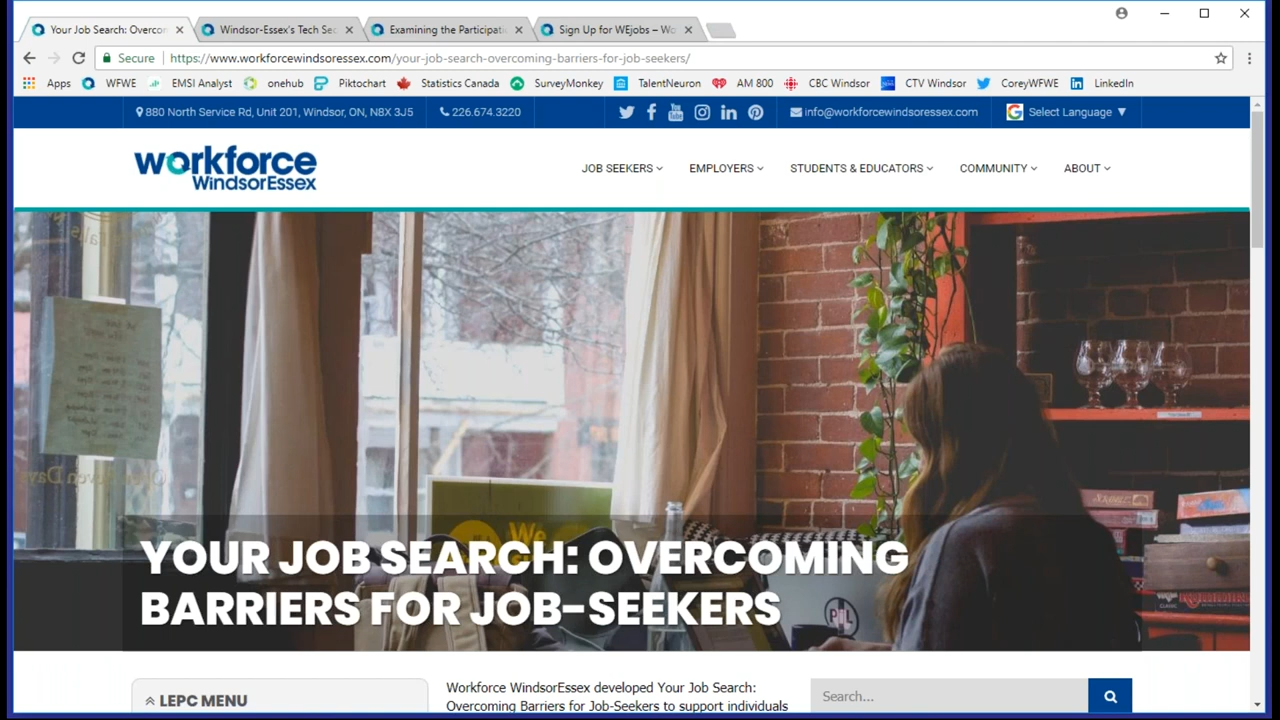 Your Job Search: Overcor
Windsor-Essex's Tech Sec
Examining the Participati
Sign Up for WEjobs – Wo
Secure
https://www.workforcewindsoressex.com/your-job-search-overcoming-barriers-for-job-seekers/
Apps
WFWE
EMSI Analyst
onehub
Piktochart
Statistics Canada
SurveyMonkey
TalentNeuron
AM 800
CBC Windsor
CTV Windsor
CoreyWFWE
LinkedIn
880 North Service Rd, Unit 201, Windsor, ON, N8X 3J5
226.674.3220
info@workforcewindsoressex.com
Select Language ▼
workforce
WindsorEssex
JOB SEEKERS
EMPLOYERS
STUDENTS & EDUCATORS
COMMUNITY
ABOUT
We
YOUR JOB SEARCH: OVERCOMING
BARRIERS FOR JOB-SEEKERS
LEPC MENU
Workforce WindsorEssex developed Your Job Search:
Overcoming Barriers for Job-Seekers to support individuals
Search...